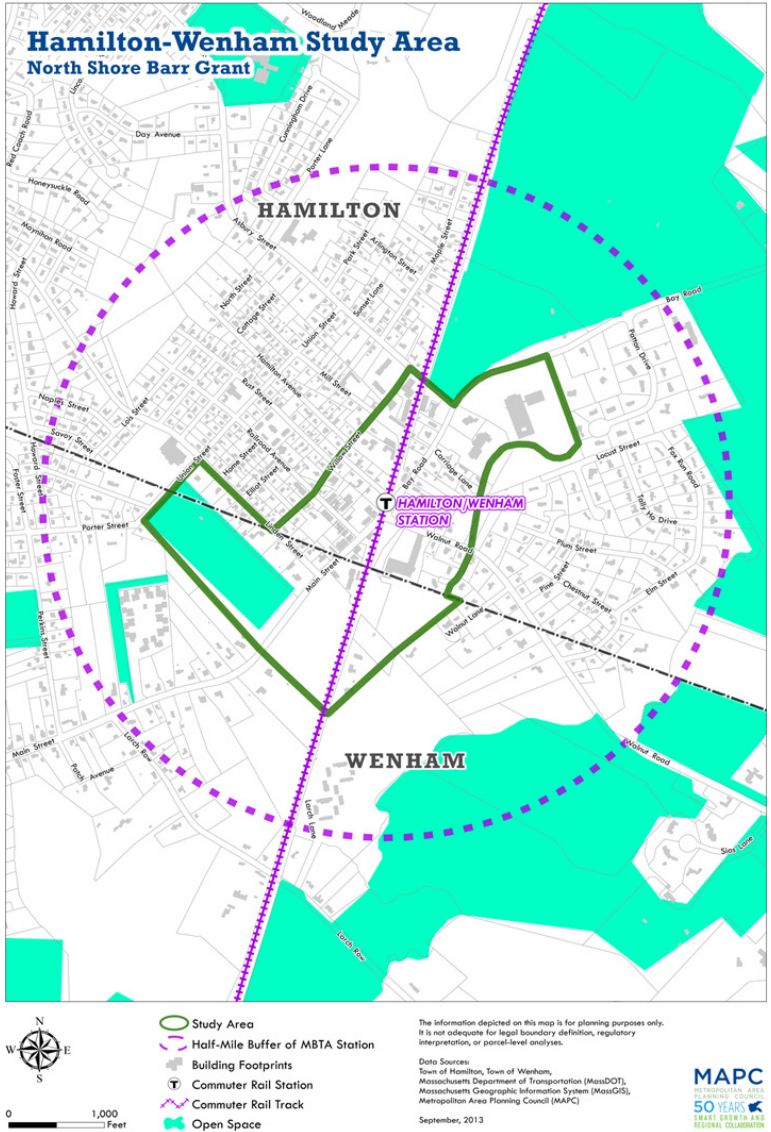 Hamilton-Wenham Study Area
North Shore Barr Grant
Woodland Meade
Red Coach Road
Cunningham Drive
Day Avenue
Porter Lane
Honeysuckle Road
Moynihan Road
HAMILTON
Asbury Street
Park Street
Arlington Street
Maple Street
Howard Street
North Street
Cottage Street
Union Street
Sunset Lane
Bay Road
Patton Drive
Hamilton Avenue
Mill Street
Rust Street
Naples Street
Lois Street
Savoy Street
Railroad Avenue
Home Street
Willow Street
Union Street
Elliot Street
Bay Road
Carriage Lane
Locust Street
Fox Run Road
Howard Street
Foster Street
T HAMILTON/WENHAM
STATION
Tally Ho Drive
Porter Street
Linden Street
Walnut Road
Plum Street
Main Street
Pine Street
Chestnut Street
Elm Street
Perkins Street
Walnut Lane
Main Street
Larch Row
Patch Avenue
WENHAM
Walnut Road
Larch Lane
Sias Lane
Larch Row
N
W E
S
0 1,000
Feet
Study Area
Half-Mile Buffer of MBTA Station
Building Footprints
T Commuter Rail Station
Commuter Rail Track
Open Space
The information depicted on this map is for planning purposes only.
It is not adequate for legal boundary definition, regulatory
interpretation, or parcel-level analyses.
Data Sources:
Town of Hamilton, Town of Wenham,
Massachusetts Department of Transportation (MassDOT),
Massachusetts Geographic Information System (MassGIS),
Metropolitan Area Planning Council (MAPC)
September, 2013
MAPC
METROPOLITAN AREA
PLANNING COUNCIL
50 YEARS
SMART GROWTH AND
REGIONAL COLLABORATION